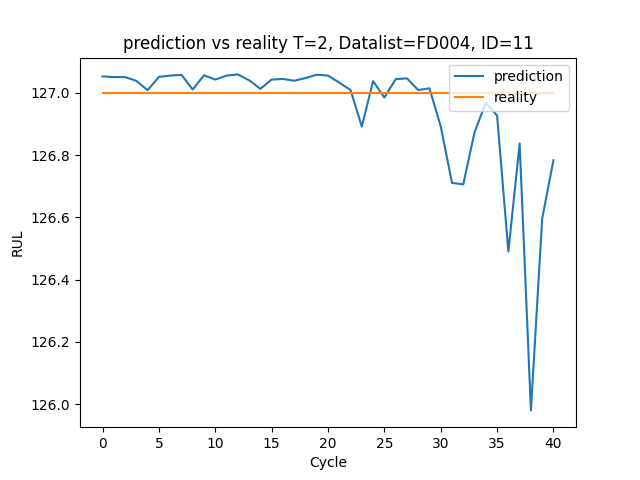 prediction vs reality T=2, Datalist=FD004, ID=11
prediction
reality
127.0
126.8
126.6
126.4
126.2
126.0
RUL
0 5 10 15 20 25 30 35 40
Cycle